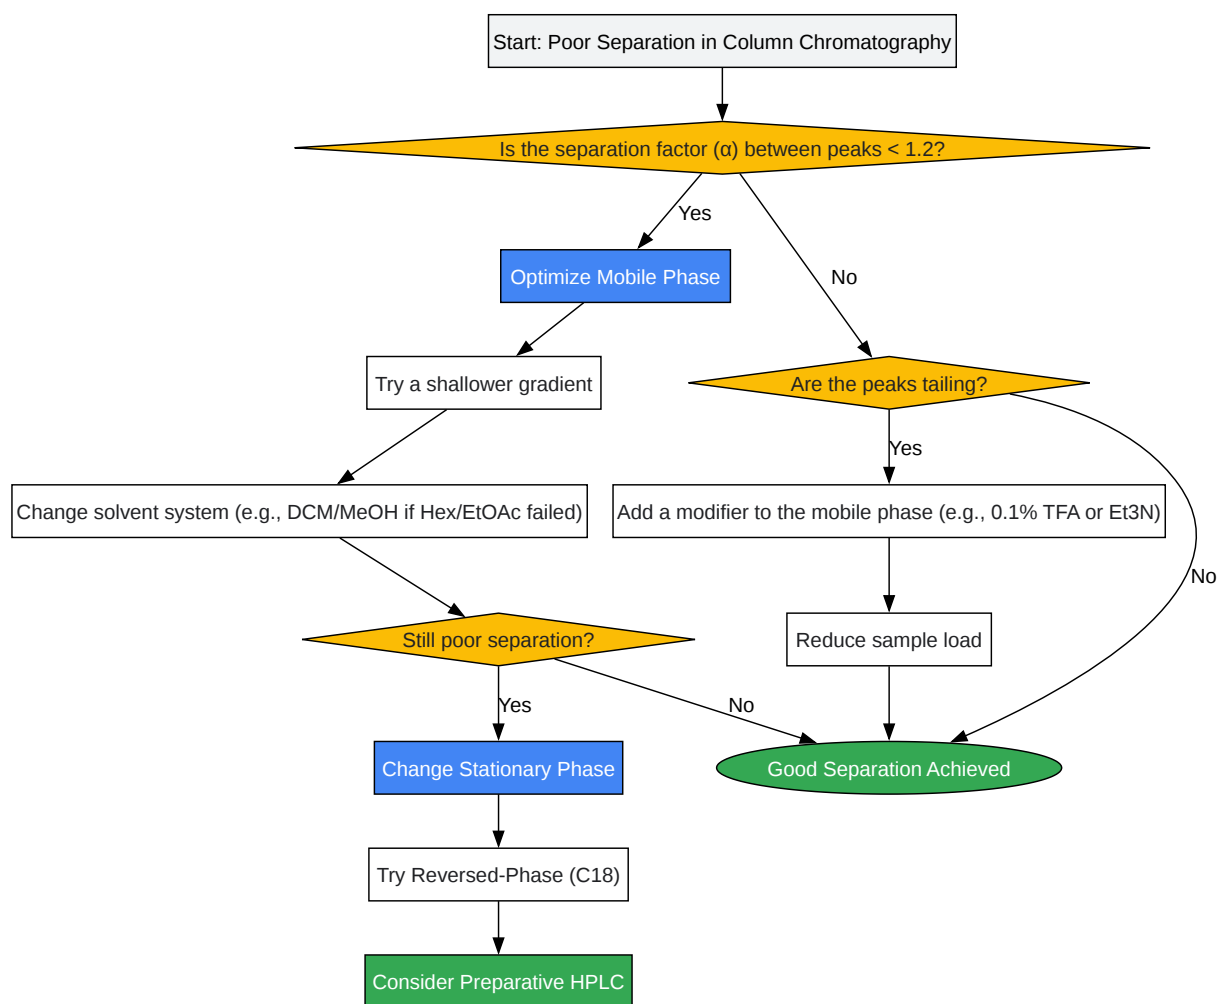 Start: Poor Separation in Column Chromatography
Is the separation factor (α) between peaks < 1.2?
Yes
Optimize Mobile Phase
No
Try a shallower gradient
Are the peaks tailing?
Yes
Change solvent system (e.g., DCM/MeOH if Hex/EtOAc failed)
Add a modifier to the mobile phase (e.g., 0.1% TFA or Et3N)
No
Still poor separation?
Reduce sample load
Yes
No
Change Stationary Phase
Good Separation Achieved
Try Reversed-Phase (C18)
Consider Preparative HPLC